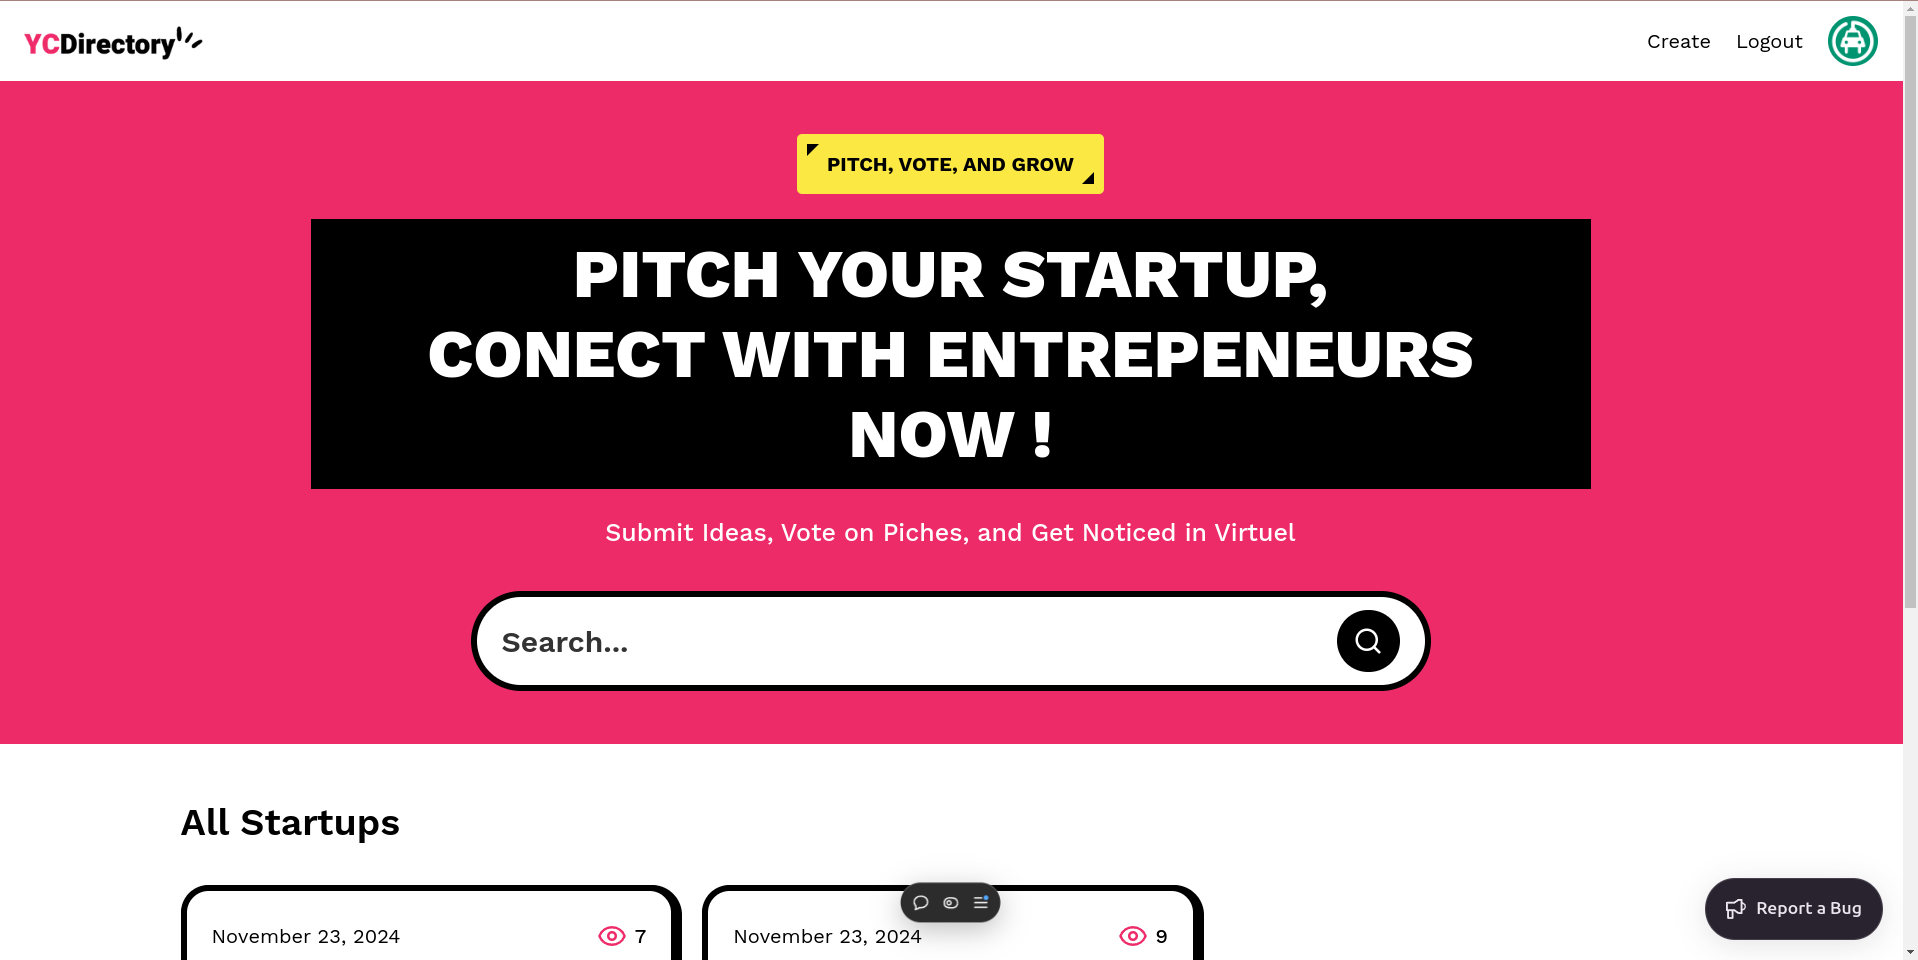 YCDirectory
Create
Logout
PITCH, VOTE, AND GROW
PITCH YOUR STARTUP,
CONECT WITH ENTREPENEURS
NOW !
Submit Ideas, Vote on Piches, and Get Noticed in Virtuel
Search...
All Startups
November 23, 2024
7
November 23, 2024
9
Report a Bug